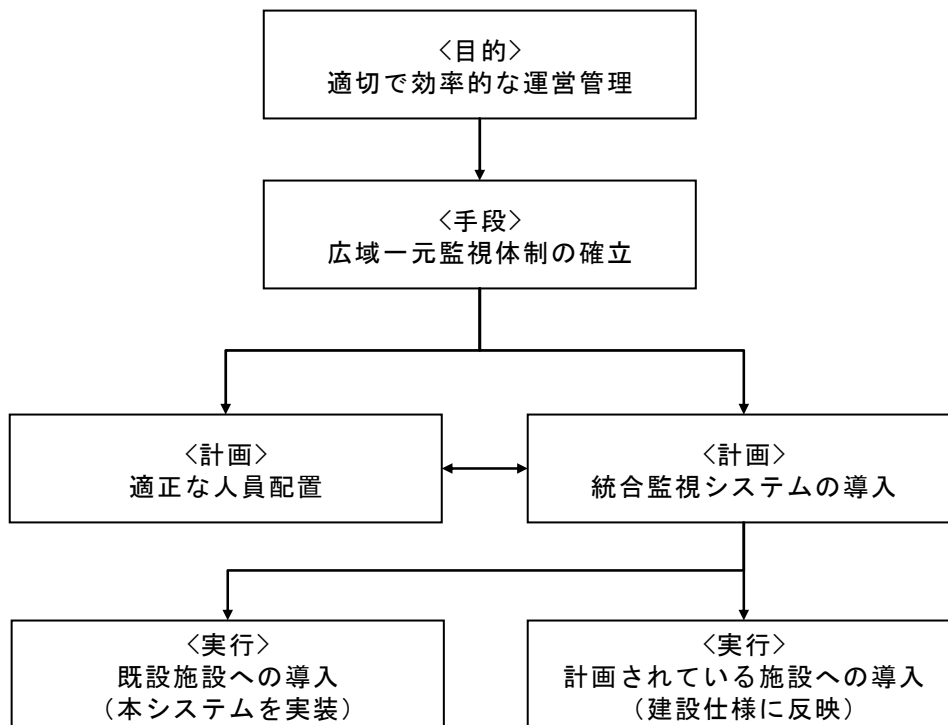 <目的>
適切で効率的な運営管理
<手段>
広域一元監視体制の確立
<計画>
適正な人員配置
<計画>
統合監視システムの導入
<実行>
既設施設への導入
(本システムを実装)
<実行>
計画されている施設への導入
(建設仕様に反映)